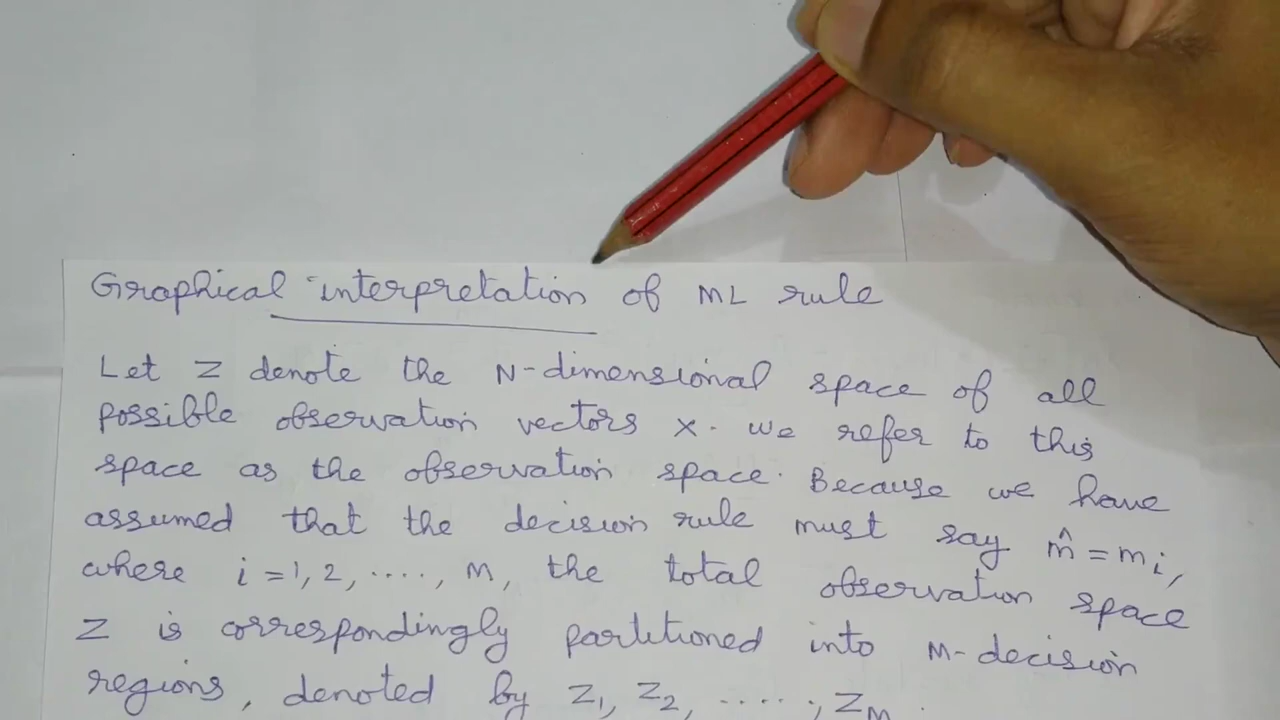 Graphical interpretation of ML rule
Let Z denote the N-dimensional space of all
possible observation vectors x. we refer to this
space as the observation space. Because we have
assumed that the decision rule must say m̂ = mi,
where i = 1, 2, ....., M, the total observation space
Z is correspondingly partitioned into M-decision
regions, denoted by Z1, Z2, ....., ZM.